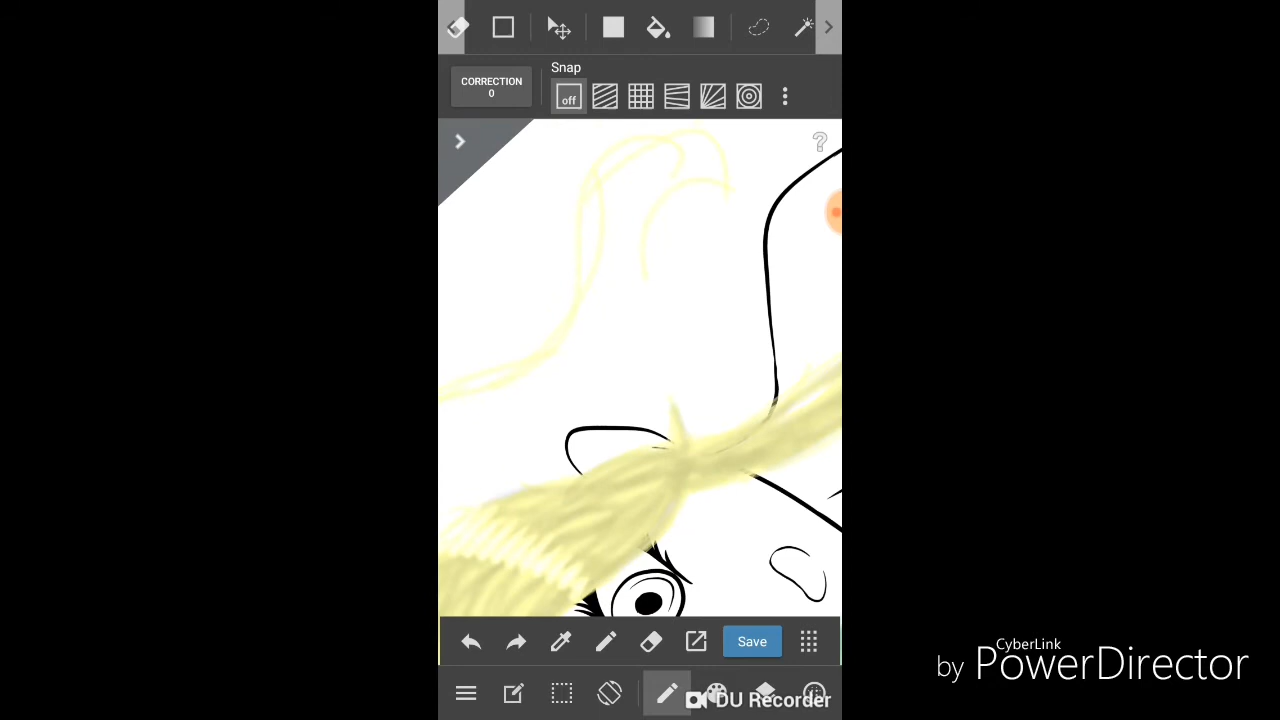 Snap
CORRECTION
0
off
Save
CyberLink
by PowerDirector
DU Recorder